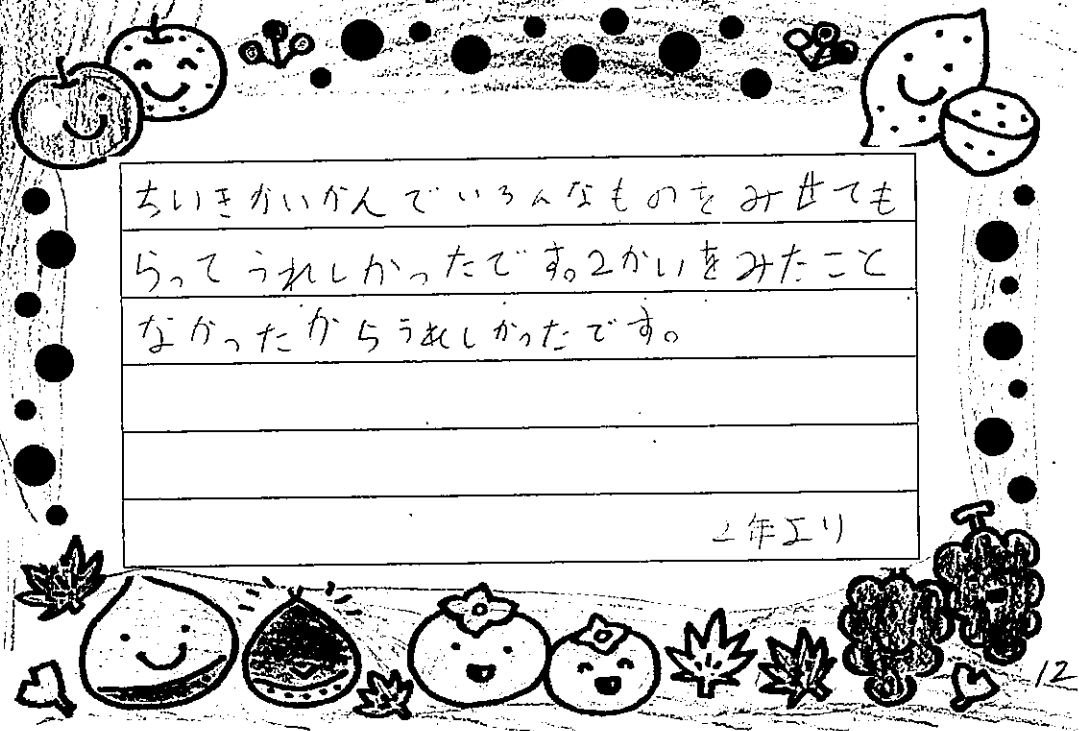 ちいきかいかんでいろんなものをみせても
らってうれしかったです。2かいをみたこと
なかったからうれしかったです。
2年より
12